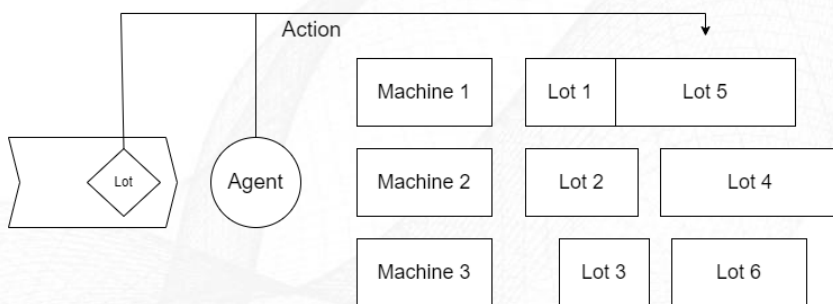 Action
Machine 1
Lot 1
Lot 5
Lot
Agent
Machine 2
Lot 2
Lot 4
Machine 3
Lot 3
Lot 6